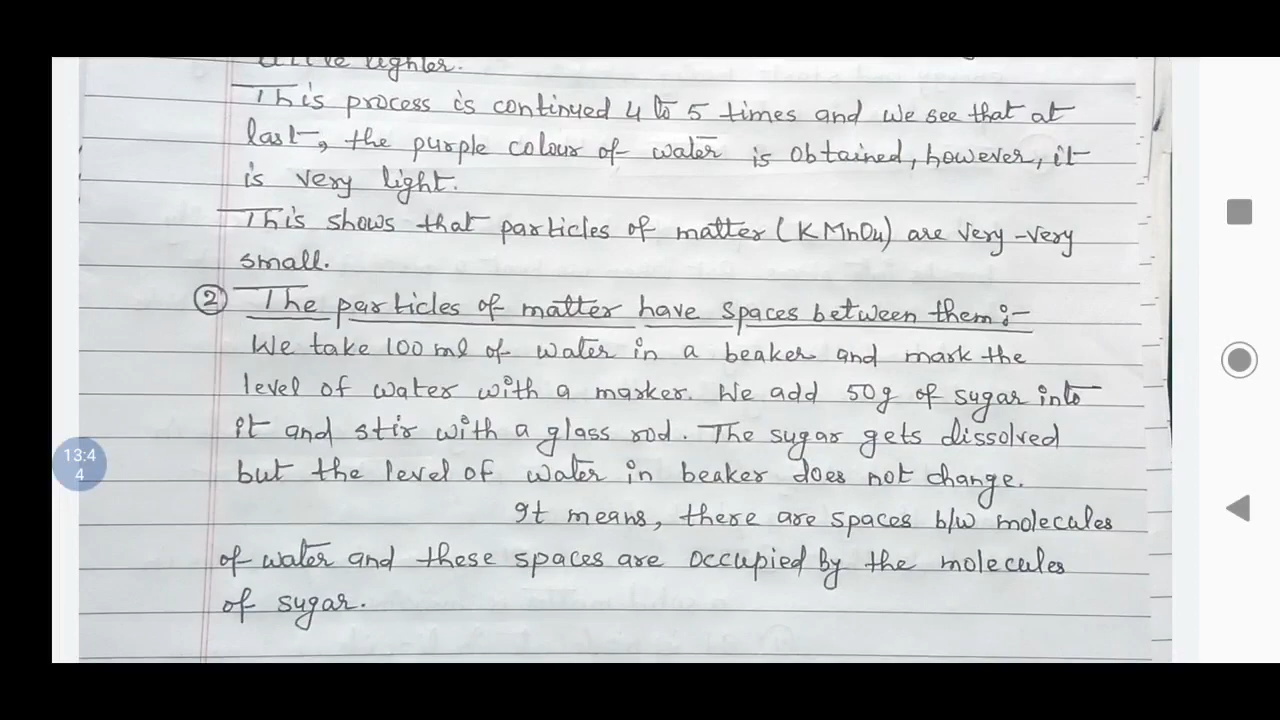 lighter.
This process is continued 4 to 5 times and we see that at
last, the purple colour of water is obtained, however, it
is very light.
This shows that particles of matter (KMnO4) are very-very
small.
② The particles of matter have spaces between them:-
We take 100 ml of water in a beaker and mark the
level of water with a marker. We add 50g of sugar into
it and stir with a glass rod. The sugar gets dissolved
but the level of water in beaker does not change.
It means, there are spaces b/w molecules
of water and these spaces are occupied by the molecules
of sugar.
13:4
4